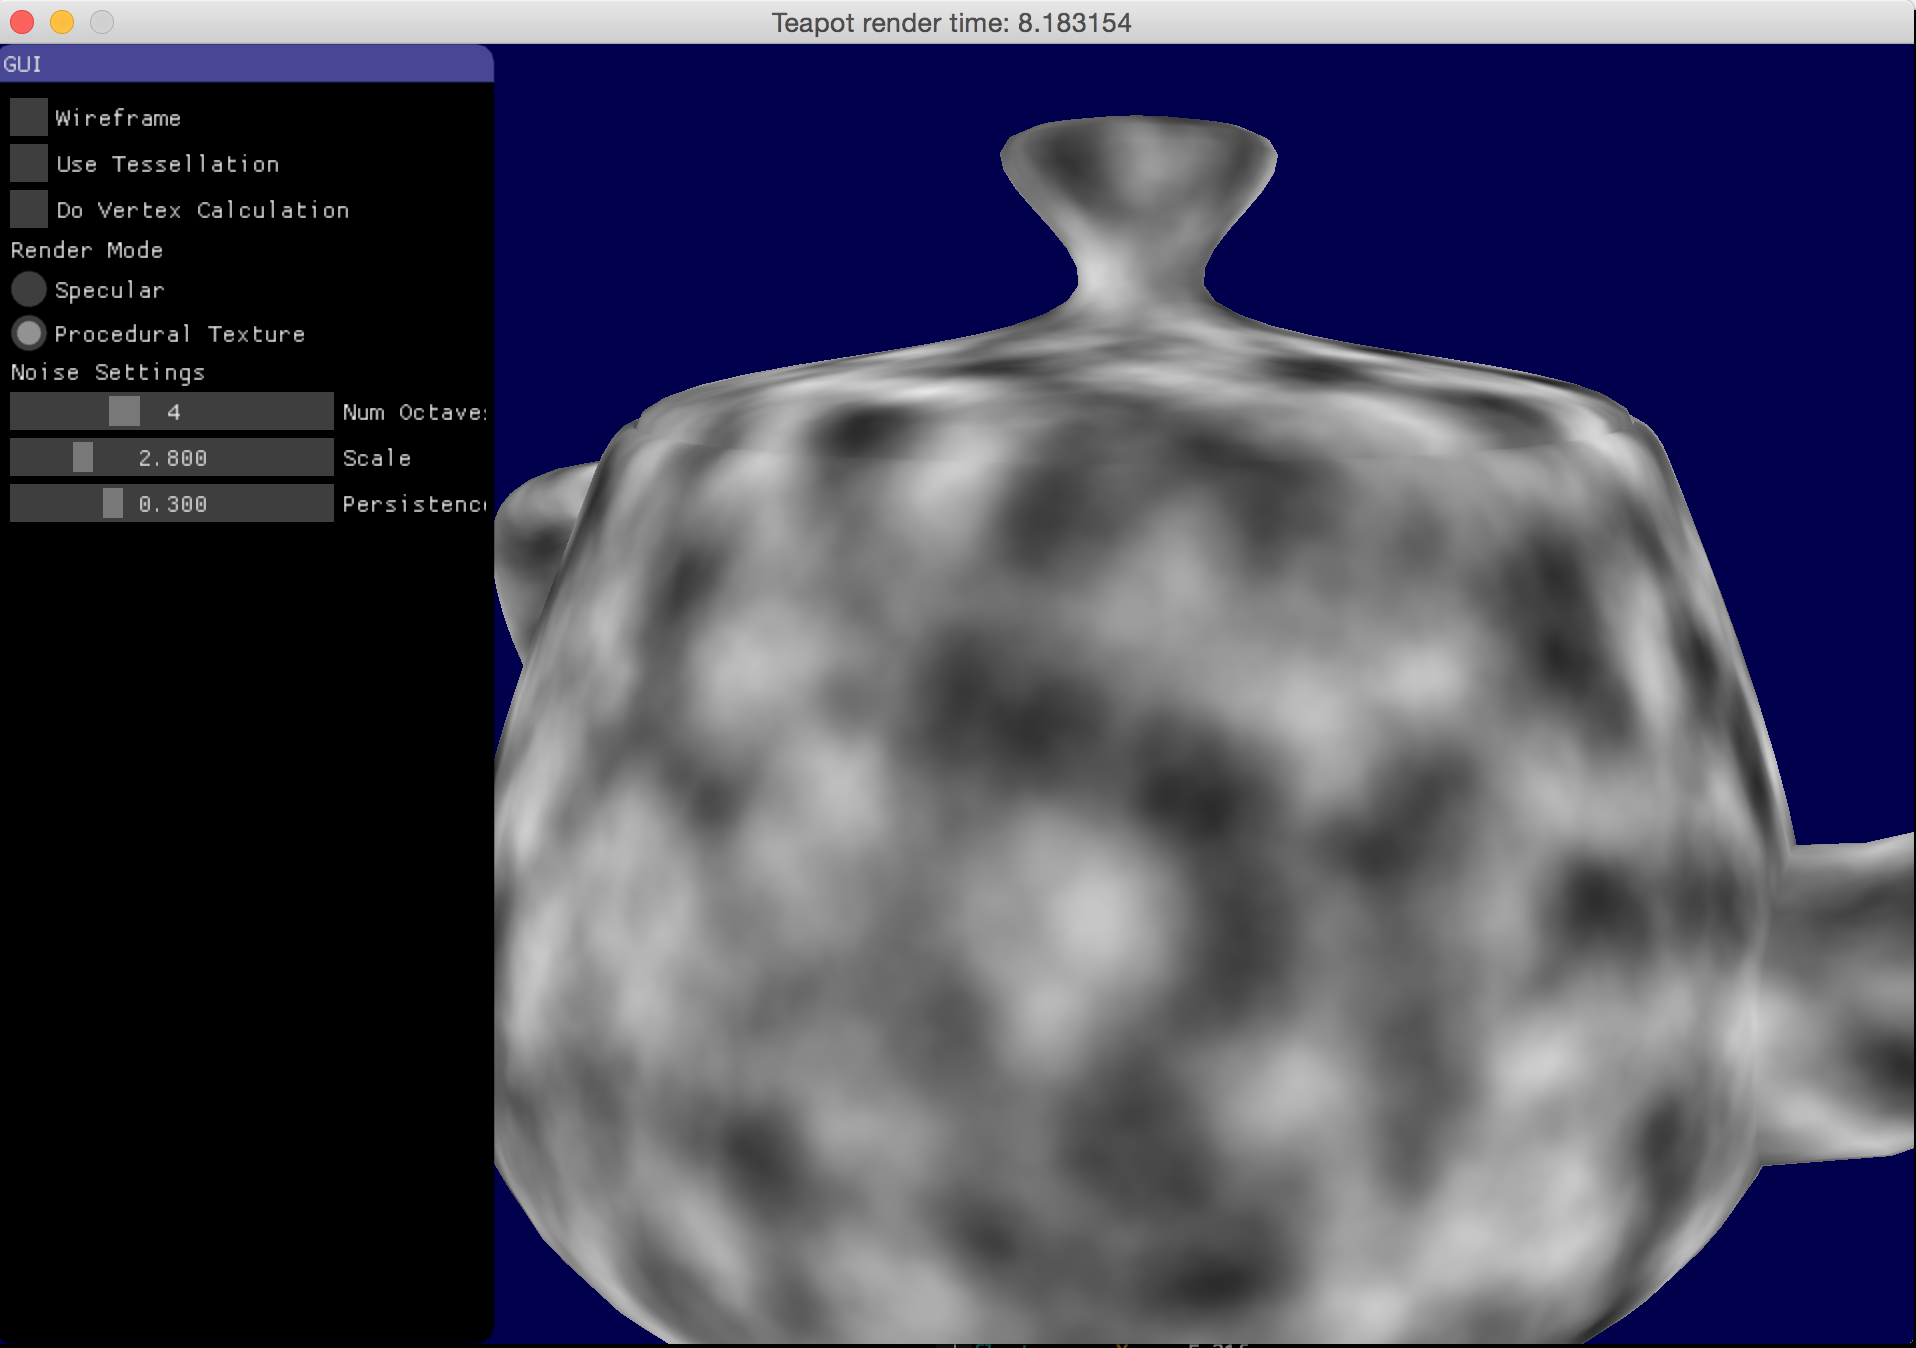 Teapot render time: 8.183154
GUI
Wireframe
Use Tessellation
Do Vertex Calculation
Render Mode
Specular
Procedural Texture
Noise Settings
4 Num Octave
2.800 Scale
0.300 Persistenc